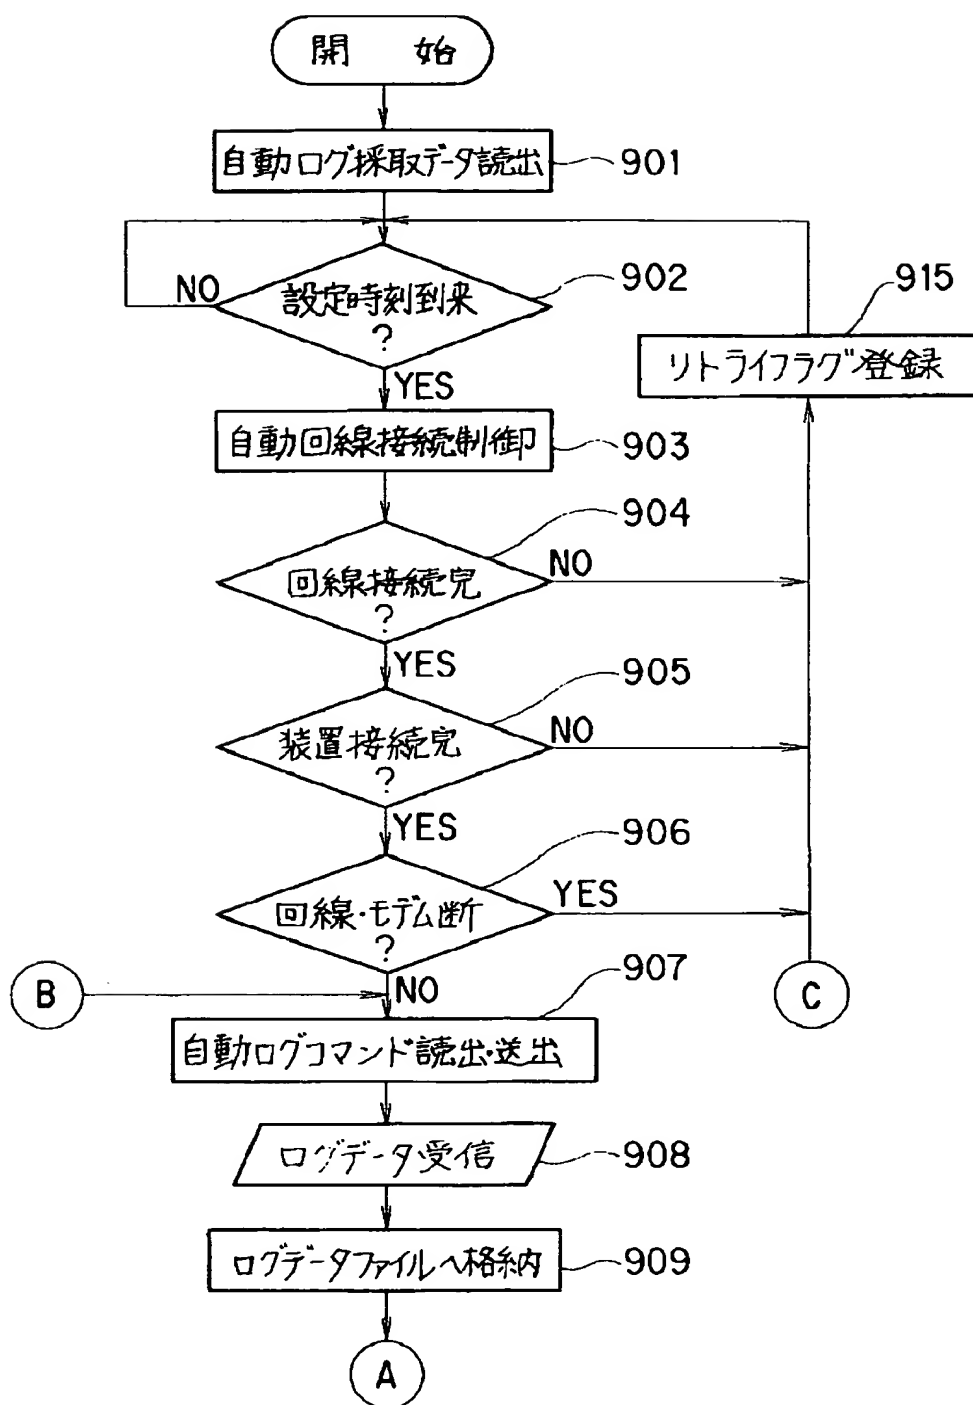 開 始
自動ログ採取データ読出
901
NO
設定時刻到来
?
902
915
YES
リトライフラグ登録
自動回線接続制御
903
904
回線接続完
?
NO
YES
905
装置接続完
?
NO
YES
906
回線・モデム断
?
YES
B
NO
907
C
自動ログコマンド読出・送出
ログデータ受信
908
ログデータファイルへ格納
909
A